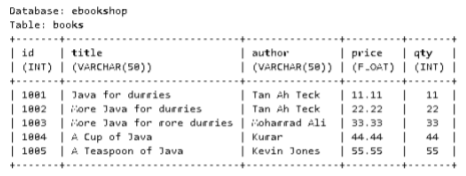 Database: ebookshop
Table: books
+-------+----------------------------+---------------+---------+-------+
| id | title | author | price | qty |
| (INT) | (VARCHAR(50)) | (VARCHAR(50)) | (FLOAT) | (INT) |
+-------+----------------------------+---------------+---------+-------+
| 1001 | Java for dummies | Tan Ah Teck | 11.11 | 11 |
| 1002 | More Java for dummies | Tan Ah Teck | 22.22 | 22 |
| 1003 | More Java for more dummies | Mohammad Ali | 33.33 | 33 |
| 1004 | A Cup of Java | Kumar | 44.44 | 44 |
| 1005 | A Teaspoon of Java | Kevin Jones | 55.55 | 55 |
+-------+----------------------------+---------------+---------+-------+